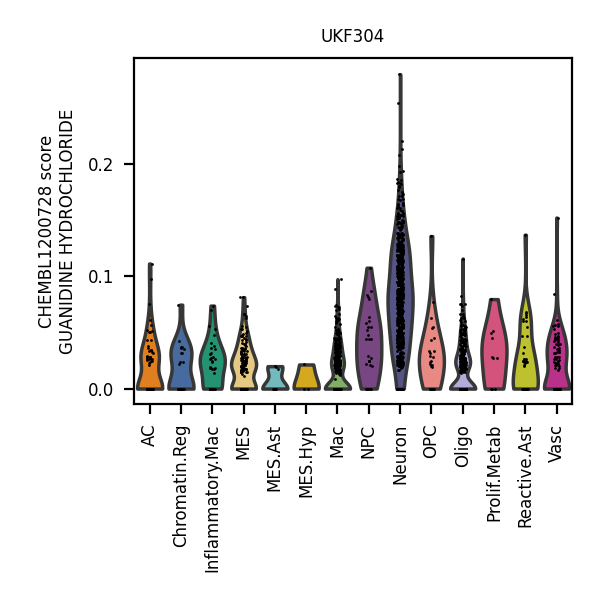 UKF304
CHEMBL1200728 score
GUANIDINE HYDROCHLORIDE
0.2
0.1
0.0
AC
Chromatin.Reg
Inflammatory.Mac
MES
MES.Ast
MES.Hyp
Mac
NPC
Neuron
OPC
Oligo
Prolif.Metab
Reactive.Ast
Vasc